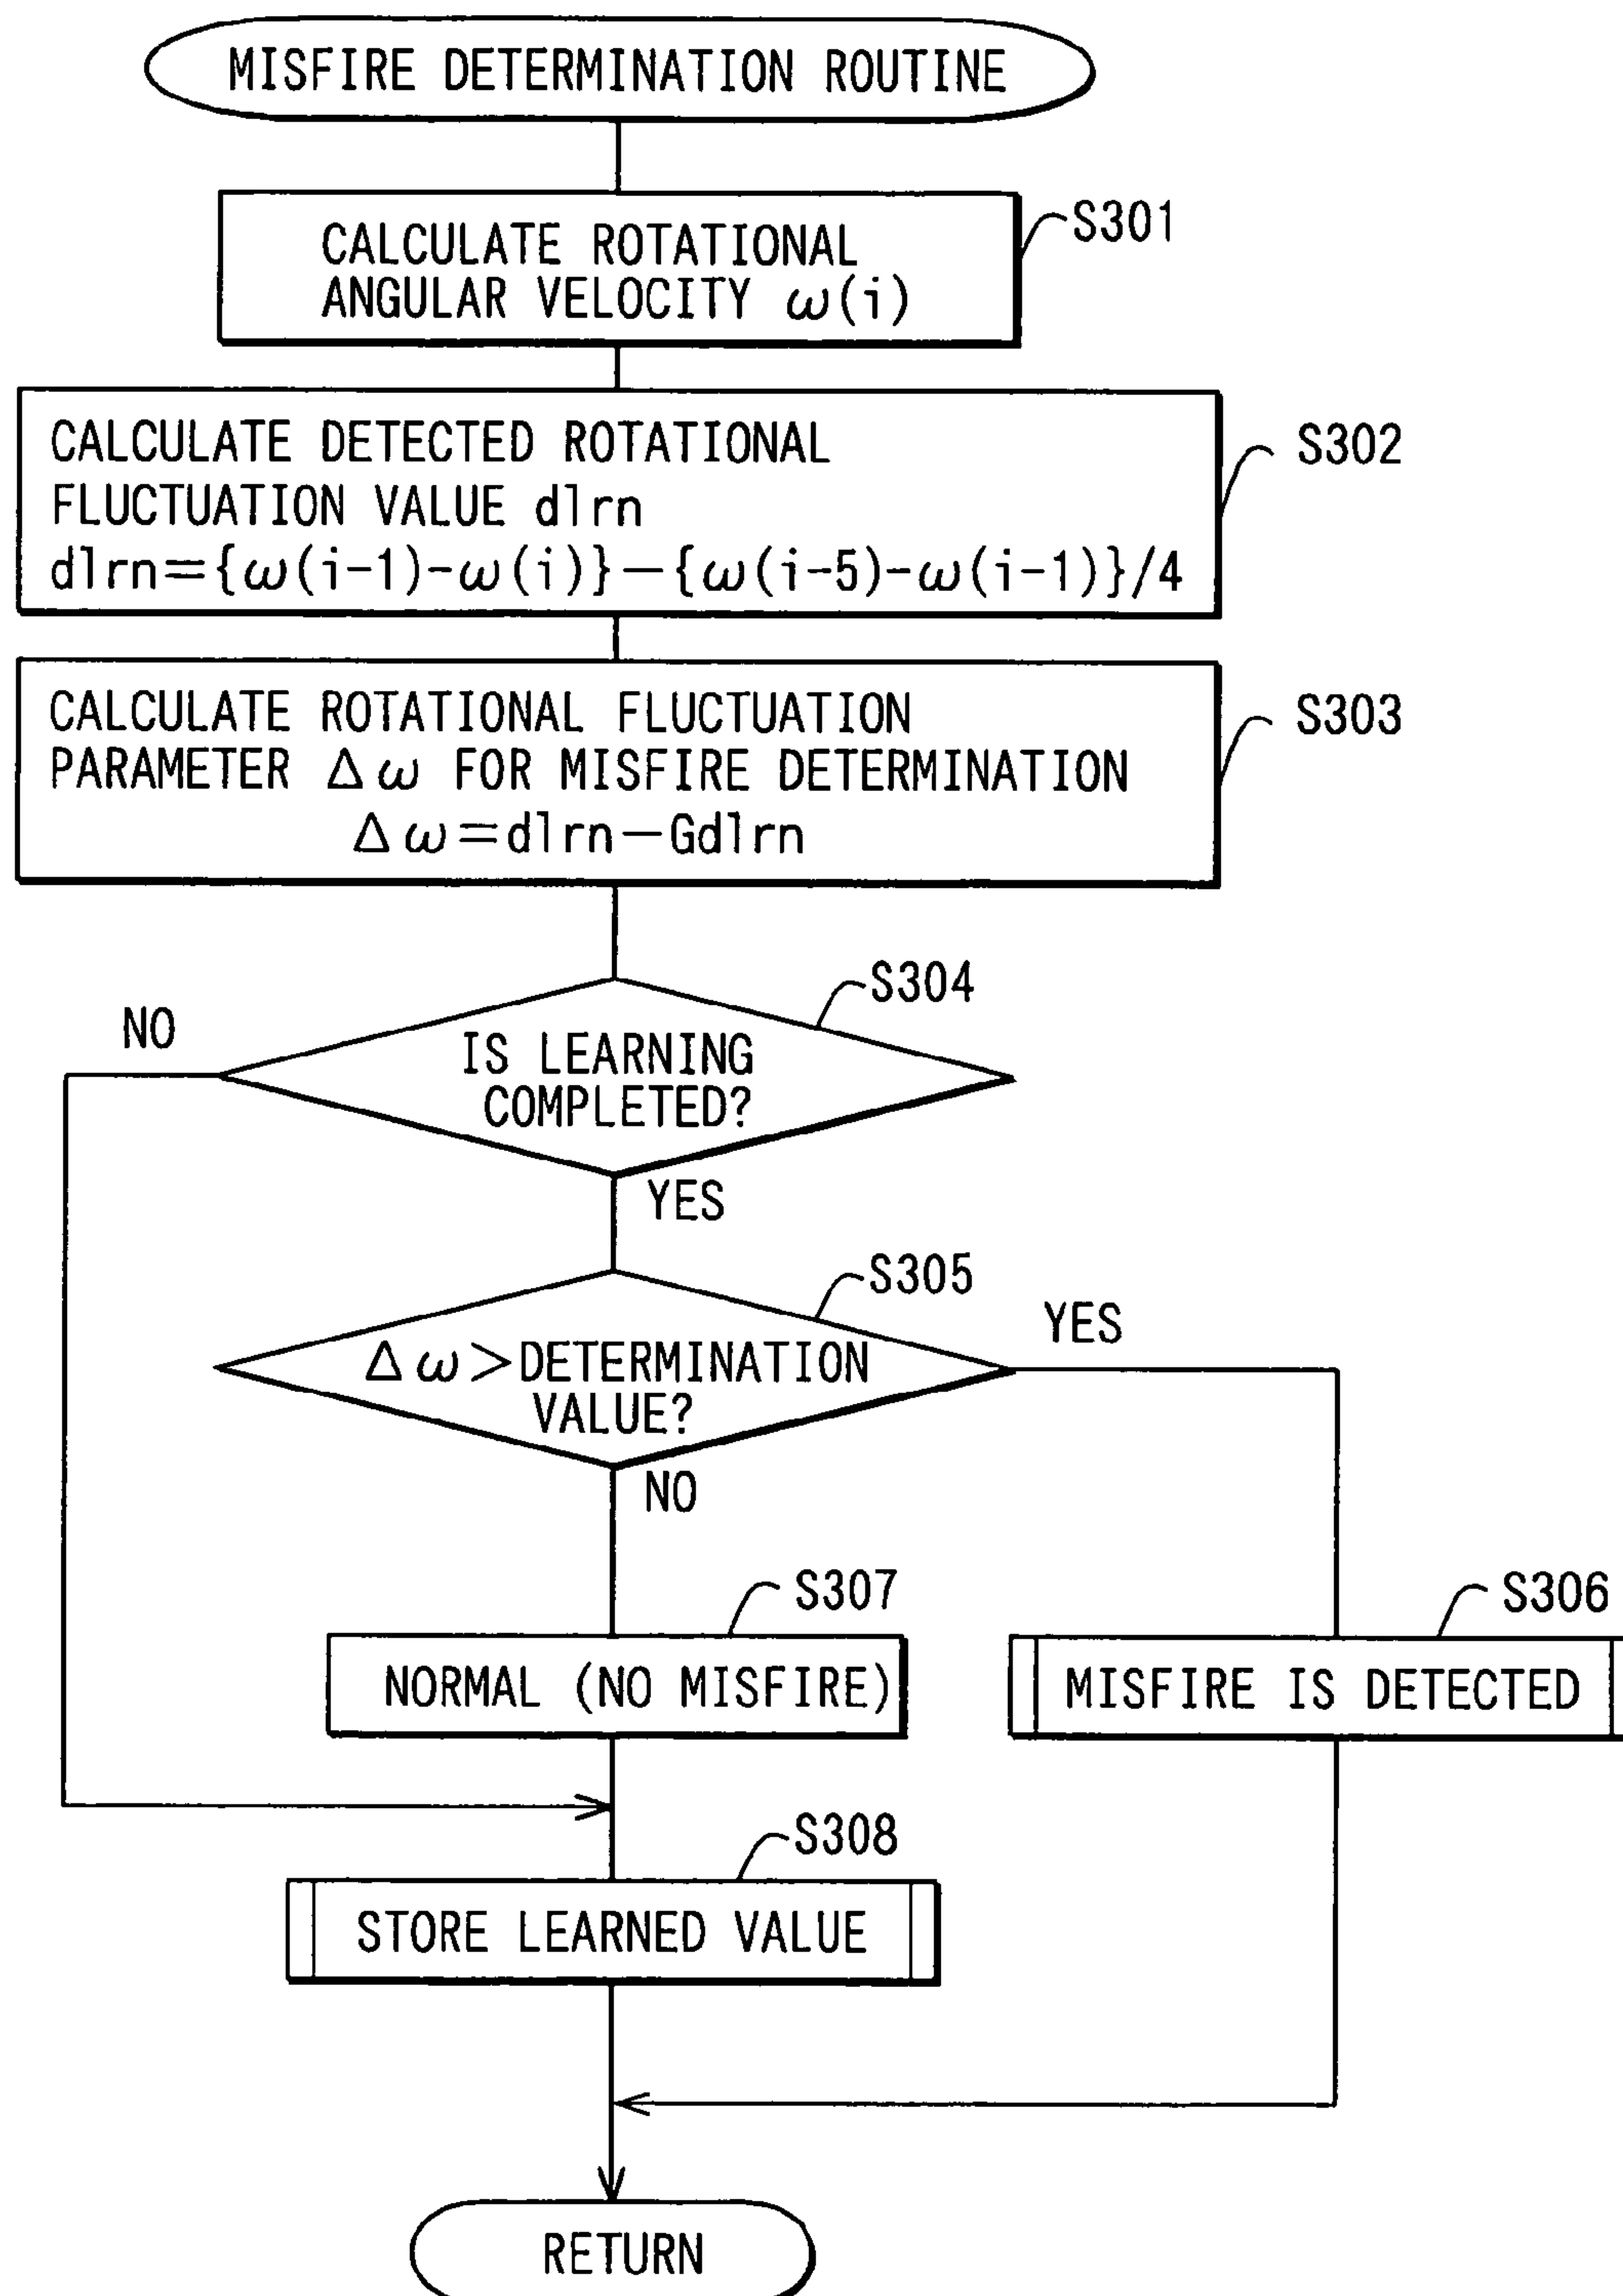 MISFIRE DETERMINATION ROUTINE
CALCULATE ROTATIONAL
ANGULAR VELOCITY ω(i)
S301
CALCULATE DETECTED ROTATIONAL
FLUCTUATION VALUE dlrn
dlrn={ω(i-1)-ω(i)}-{ω(i-5)-ω(i-1)}/4
S302
CALCULATE ROTATIONAL FLUCTUATION
PARAMETER Δω FOR MISFIRE DETERMINATION
Δω=dlrn-Gdlrn
S303
S304
NO
IS LEARNING
COMPLETED?
YES
S305
YES
Δω>DETERMINATION
VALUE?
NO
S307
S306
NORMAL (NO MISFIRE)
MISFIRE IS DETECTED
S308
STORE LEARNED VALUE
RETURN